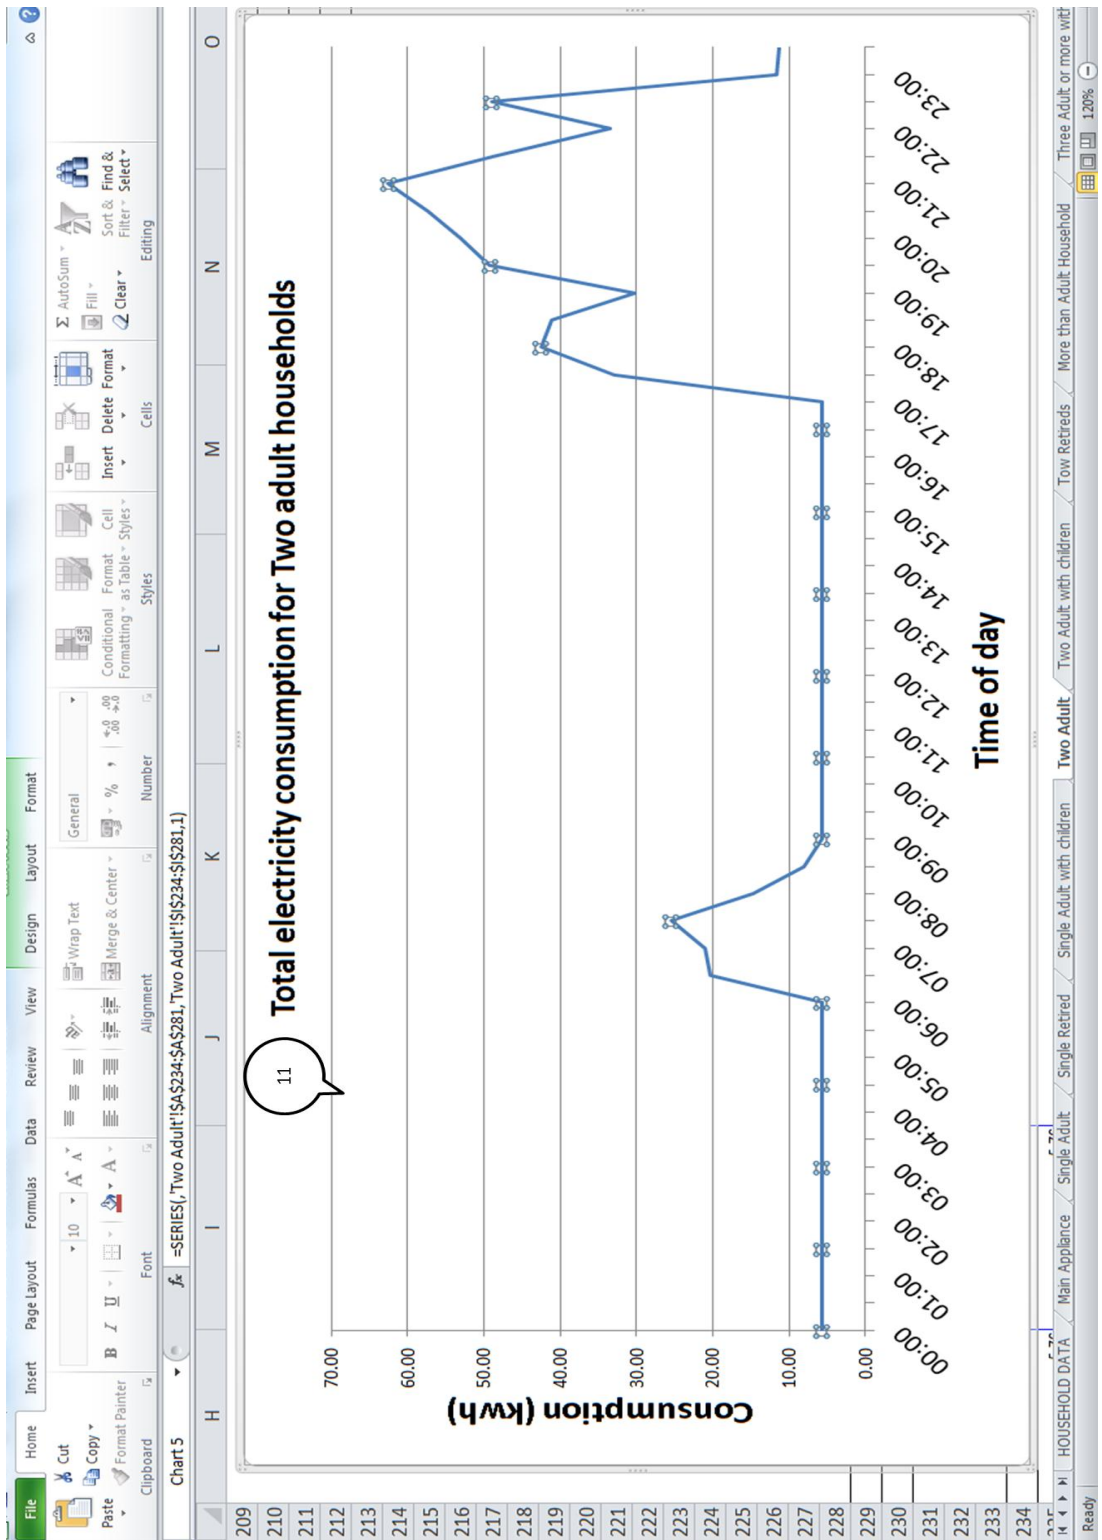 File Home Insert Page Layout Formulas Data Review View Design Layout Format
Cut
Copy
Format Painter
Paste
Clipboard
10 A A
B I U A
Font
Wrap Text
Merge & Center
Alignment
General
% , .0 .00 .00 .0
Number
Conditional Formatting
Format as Table
Cell Styles
Styles
Insert Delete Format
Cells
Σ AutoSum
Fill
Clear
Sort & Filter
Find & Select
Editing
Chart 5 fx =SERIES(,'Two Adult'!$A$234:$A$281,'Two Adult'!$I$234:$I$281,1)
H I J K L M N O
209
210
211
212
213
214
215
216
217
218
219
220
221
222
223
224
225
226
227
228
229
230
231
232
233
234
11
Total electricity consumption for Two adult households
Consumption (kwh)
70.00
60.00
50.00
40.00
30.00
20.00
10.00
0.00
00:00 01:00 02:00 03:00 04:00 05:00 06:00 07:00 08:00 09:00 10:00 11:00 12:00 13:00 14:00 15:00 16:00 17:00 18:00 19:00 20:00 21:00 22:00 23:00
Time of day
HOUSEHOLD DATA Main Appliance Single Adult Single Retired Single Adult with children Two Adult Two Adult with children Tow Retireds More than Adult Household Three Adult or more with
Ready 120%